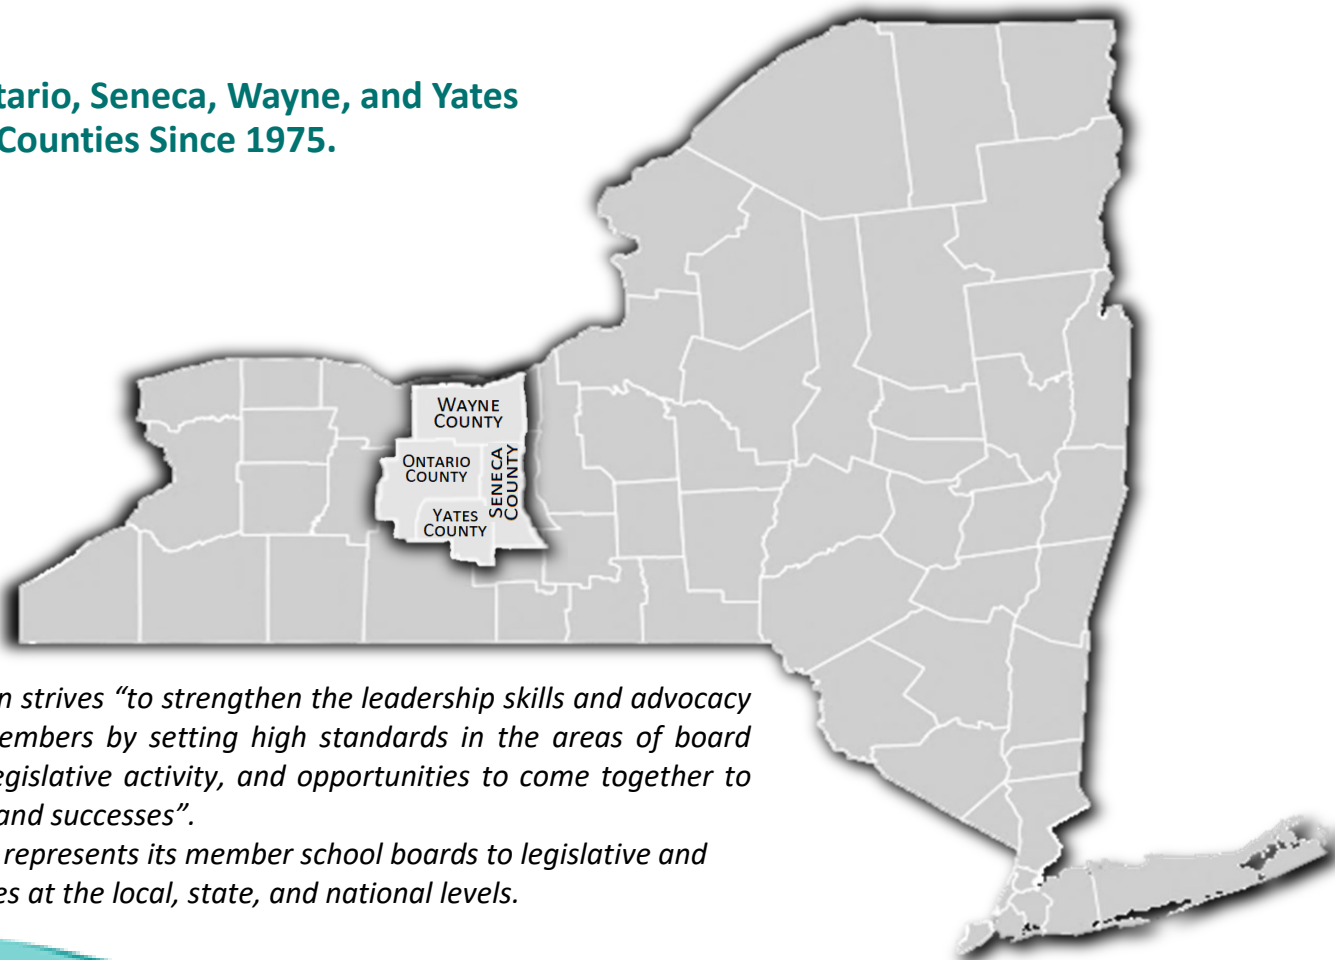 tario, Seneca, Wayne, and Yates
Counties Since 1975.
WAYNE
COUNTY
ONTARIO
COUNTY
SENECA
COUNTY
YATES
COUNTY
n strives “to strengthen the leadership skills and advocacy
embers by setting high standards in the areas of board
egislative activity, and opportunities to come together to
and successes”.
represents its member school boards to legislative and
es at the local, state, and national levels.